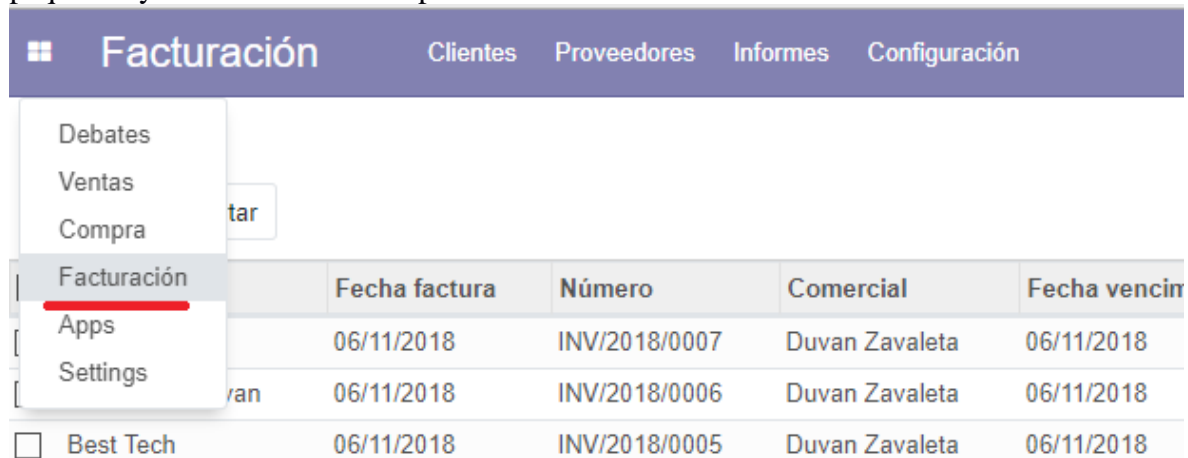 Facturación Clientes Proveedores Informes Configuración
Debates
Ventas
tar
Compra
Facturación
Fecha factura Número Comercial Fecha vencim
Apps
06/11/2018 INV/2018/0007 Duvan Zavaleta 06/11/2018
Settings
van 06/11/2018 INV/2018/0006 Duvan Zavaleta 06/11/2018
Best Tech 06/11/2018 INV/2018/0005 Duvan Zavaleta 06/11/2018